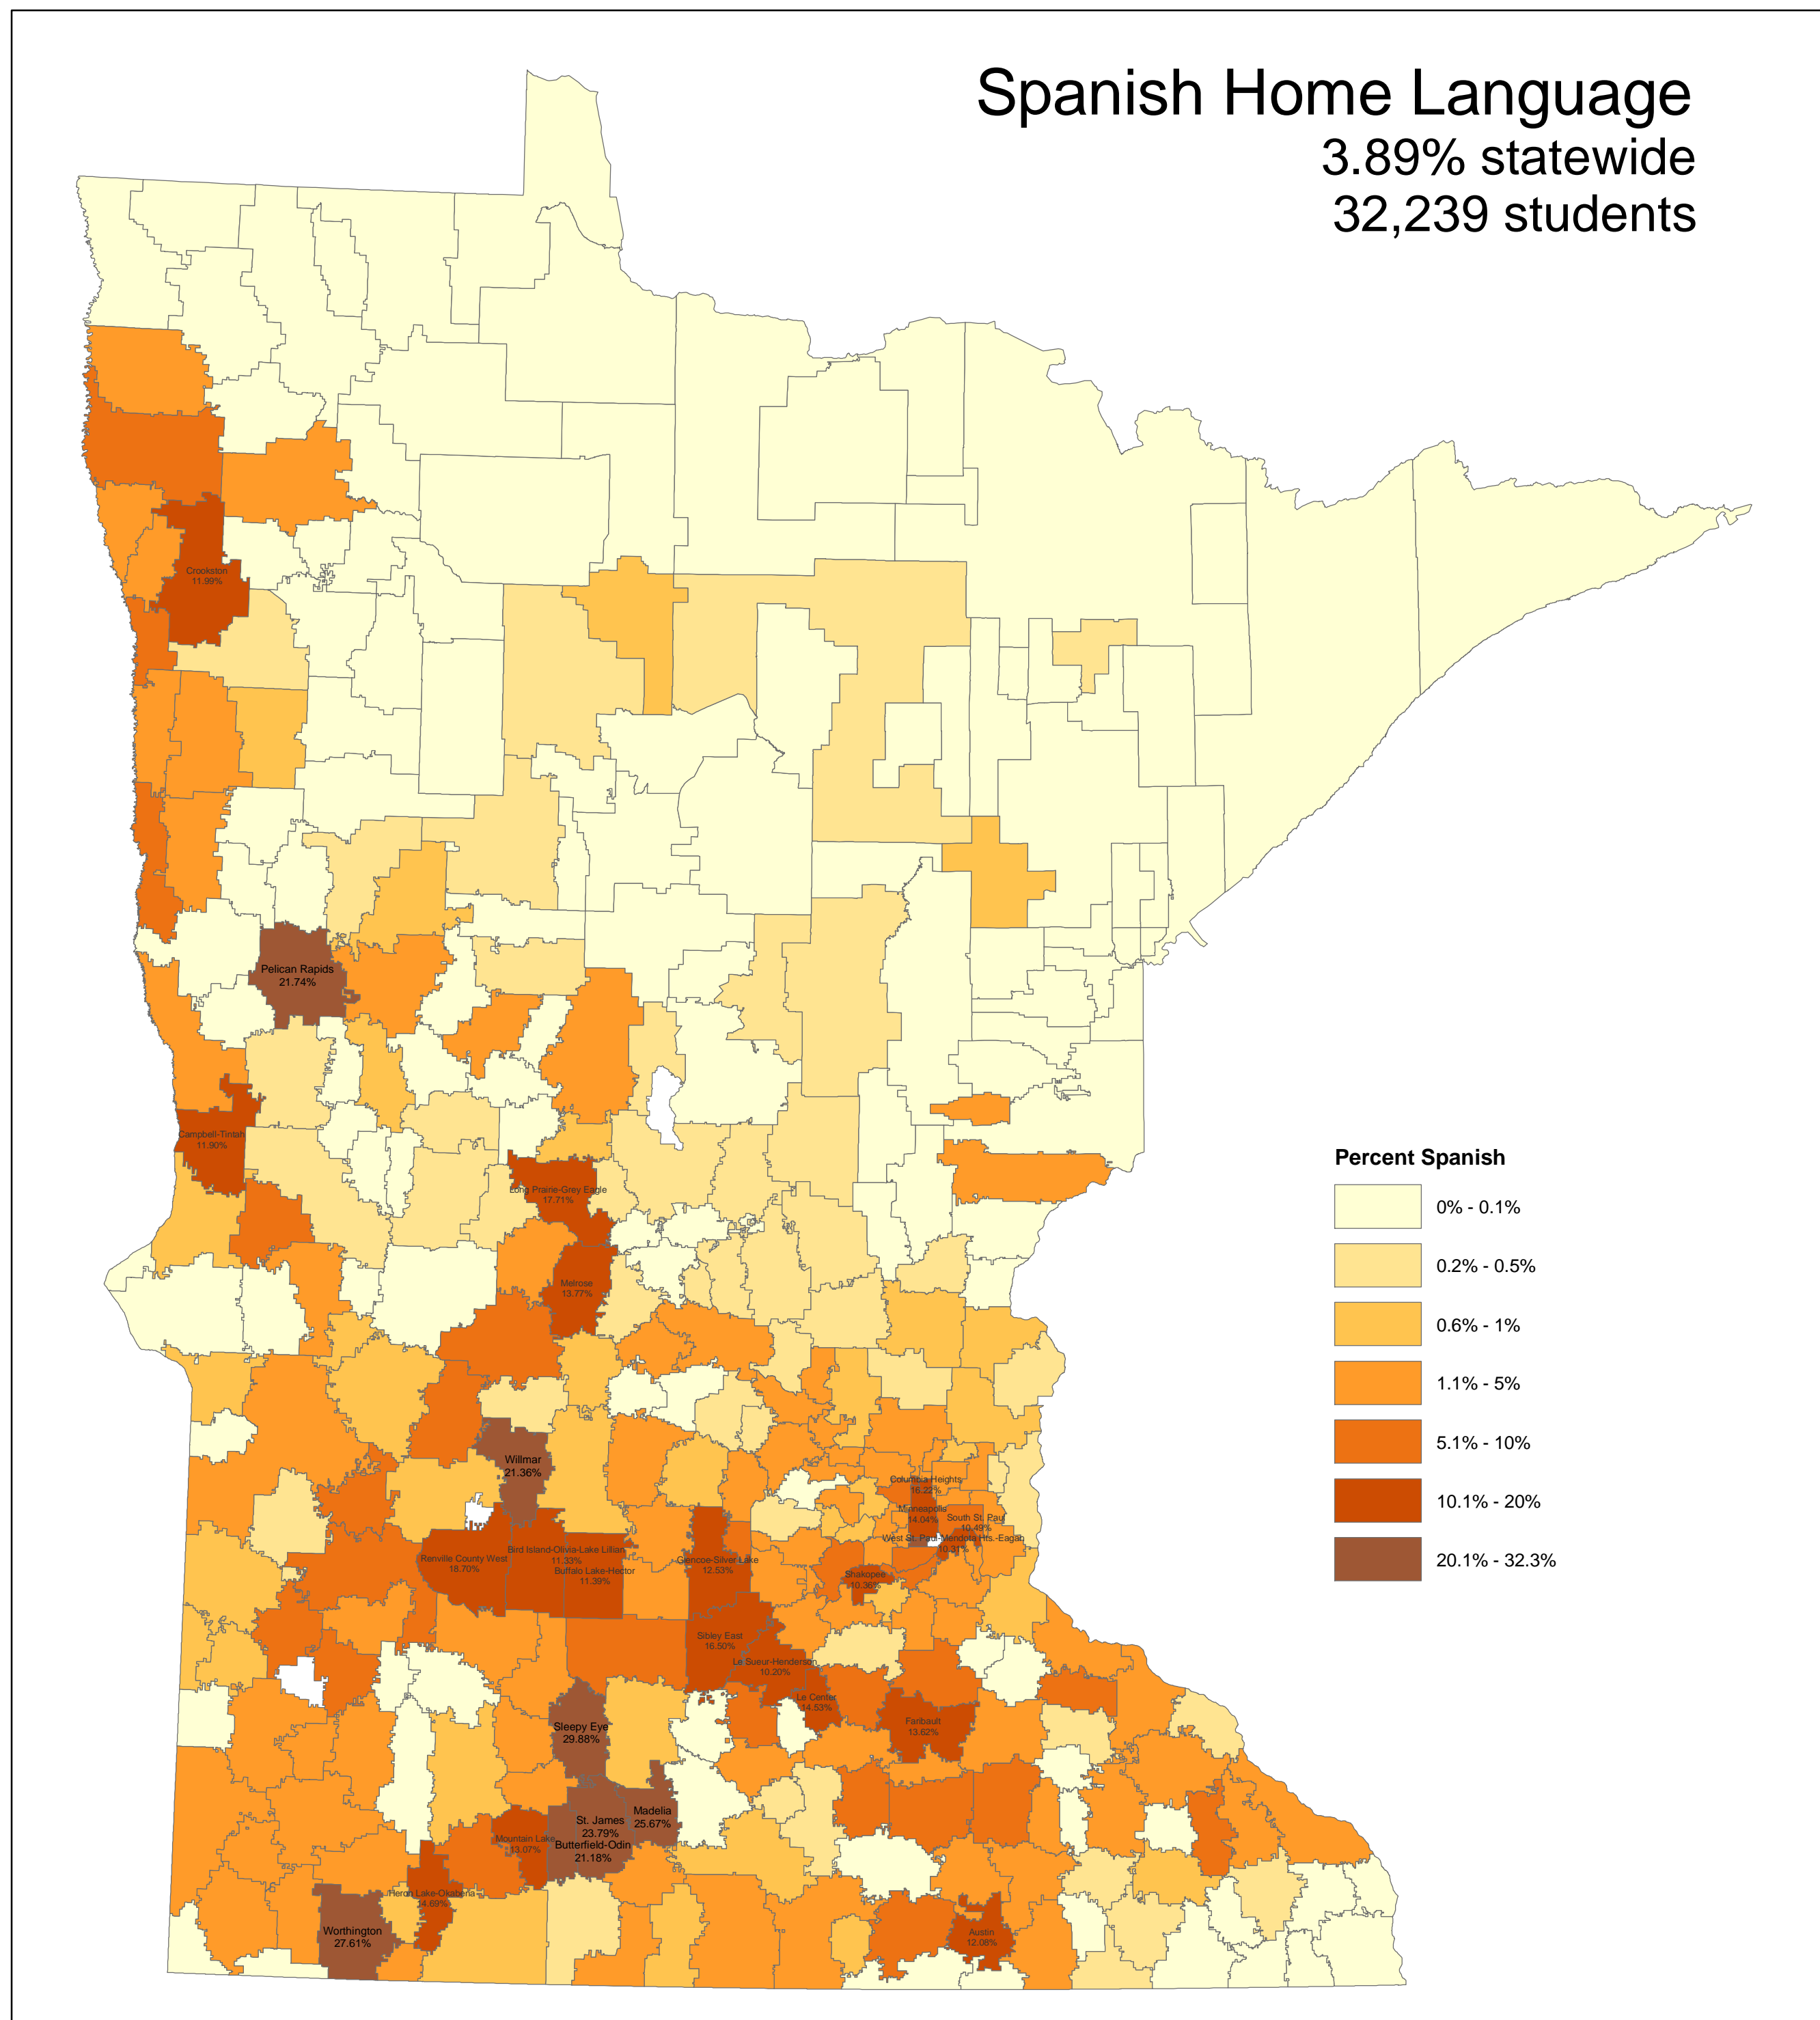 Spanish Home Language
3.89% statewide
32,239 students
Crookston
11.99%
Pelican Rapids
21.74%
Campbell-Tintah
11.90%
Long Prairie-Grey Eagle
17.71%
Melrose
13.77%
Willmar
21.36%
Columbia Heights
16.22%
Minneapolis
14.04%
South St. Paul
10.49%
West St. Paul-Mendota Hts.-Eagan
10.31%
Bird Island-Olivia-Lake Lillian
11.33%
Renville County West
18.70%
Buffalo Lake-Hector
11.39%
Glencoe-Silver Lake
12.53%
Shakopee
10.36%
Sibley East
16.50%
Le Sueur-Henderson
10.20%
Le Center
14.53%
Faribault
13.62%
Sleepy Eye
29.88%
Madelia
25.67%
St. James
23.79%
Butterfield-Odin
21.18%
Mountain Lake
13.07%
Heron Lake-Okabena
14.69%
Worthington
27.61%
Austin
12.08%
Percent Spanish
0% - 0.1%
0.2% - 0.5%
0.6% - 1%
1.1% - 5%
5.1% - 10%
10.1% - 20%
20.1% - 32.3%